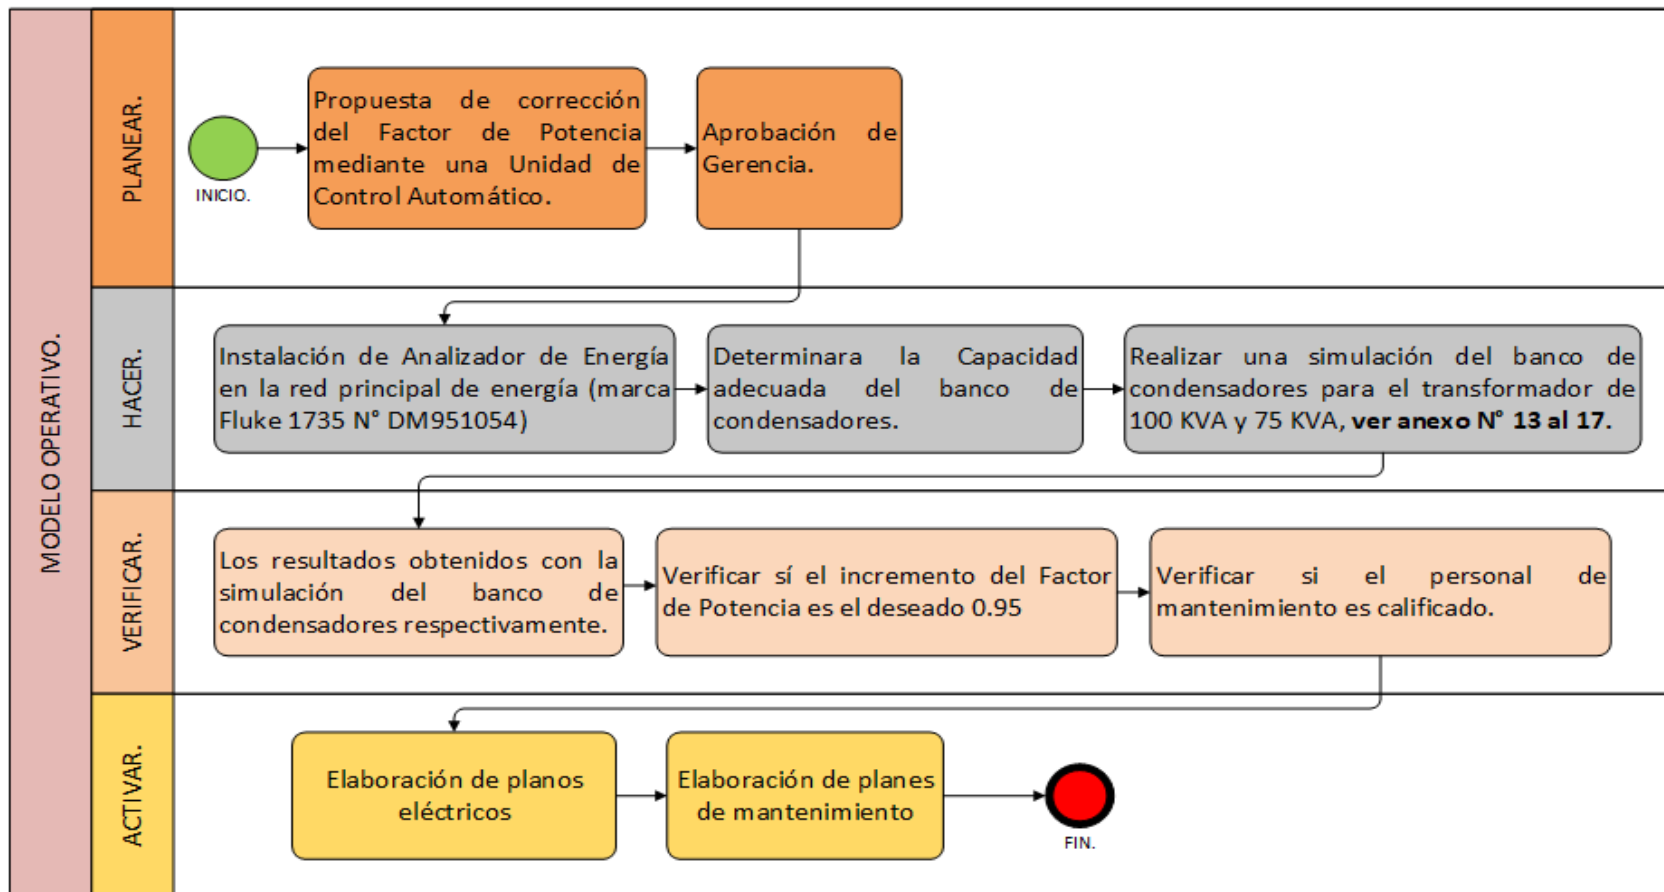 MODELO OPERATIVO.
PLANEAR.
INICIO.
Propuesta de corrección
del Factor de Potencia
mediante una Unidad de
Control Automático.
Aprobación de
Gerencia.
HACER.
Instalación de Analizador de Energía
en la red principal de energía (marca
Fluke 1735 N° DM951054)
Determinara la Capacidad
adecuada del banco de
condensadores.
Realizar una simulación del banco de
condensadores para el transformador de
100 KVA y 75 KVA, ver anexo N° 13 al 17.
VERIFICAR.
Los resultados obtenidos con la
simulación del banco de
condensadores respectivamente.
Verificar sí el incremento del Factor
de Potencia es el deseado 0.95
Verificar si el personal de
mantenimiento es calificado.
ACTIVAR.
Elaboración de planos
eléctricos
Elaboración de planes
de mantenimiento
FIN.